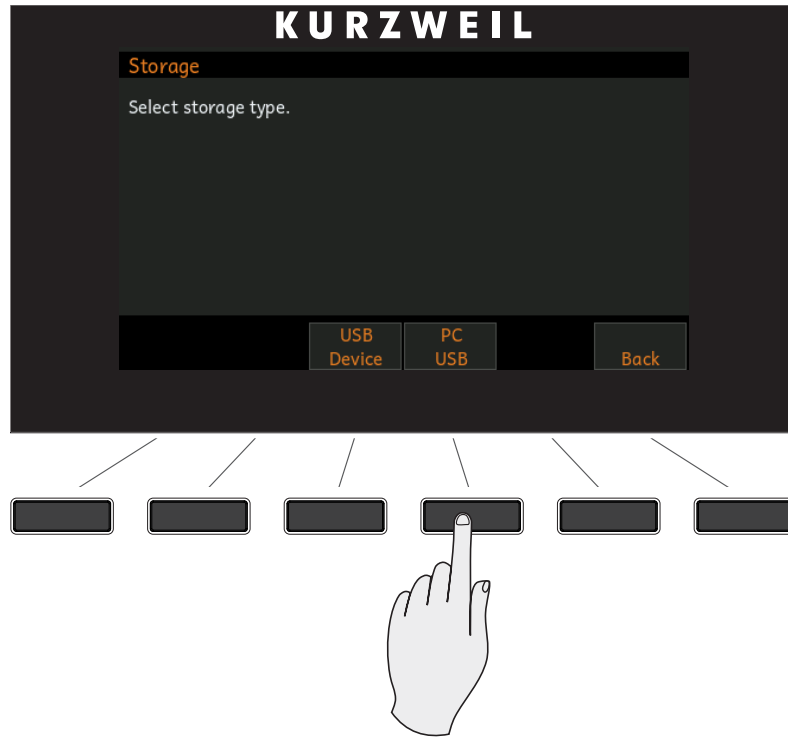 KURZWEIL
Storage
Select storage type.
USB PC
Device USB Back